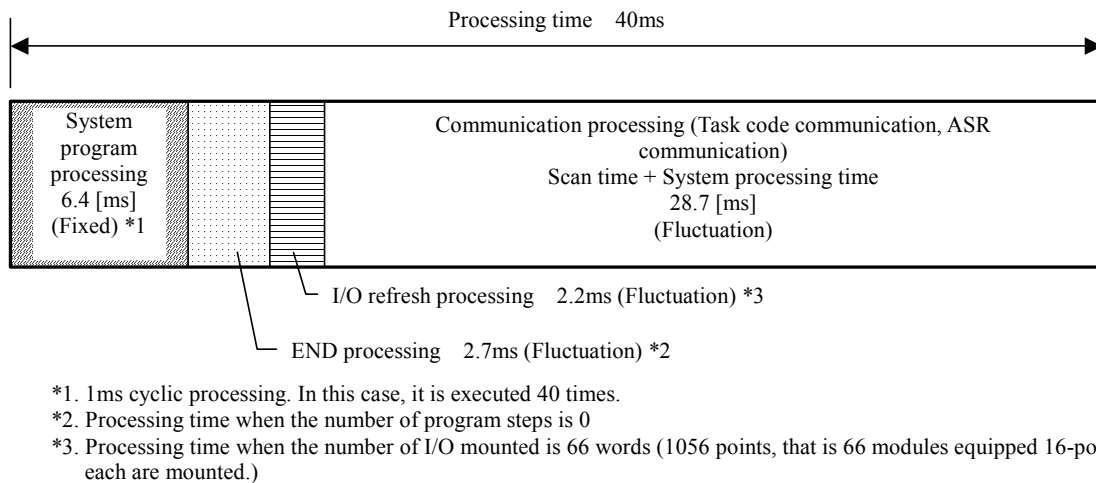 Processing time 40ms
System
program
processing
6.4 [ms]
(Fixed) *1
Communication processing (Task code communication, ASR
communication)
Scan time + System processing time
28.7 [ms]
(Fluctuation)
I/O refresh processing 2.2ms (Fluctuation) *3
END processing 2.7ms (Fluctuation) *2
*1. 1ms cyclic processing. In this case, it is executed 40 times.
*2. Processing time when the number of program steps is 0
*3. Processing time when the number of I/O mounted is 66 words (1056 points, that is 66 modules equipped 16-po
each are mounted.)